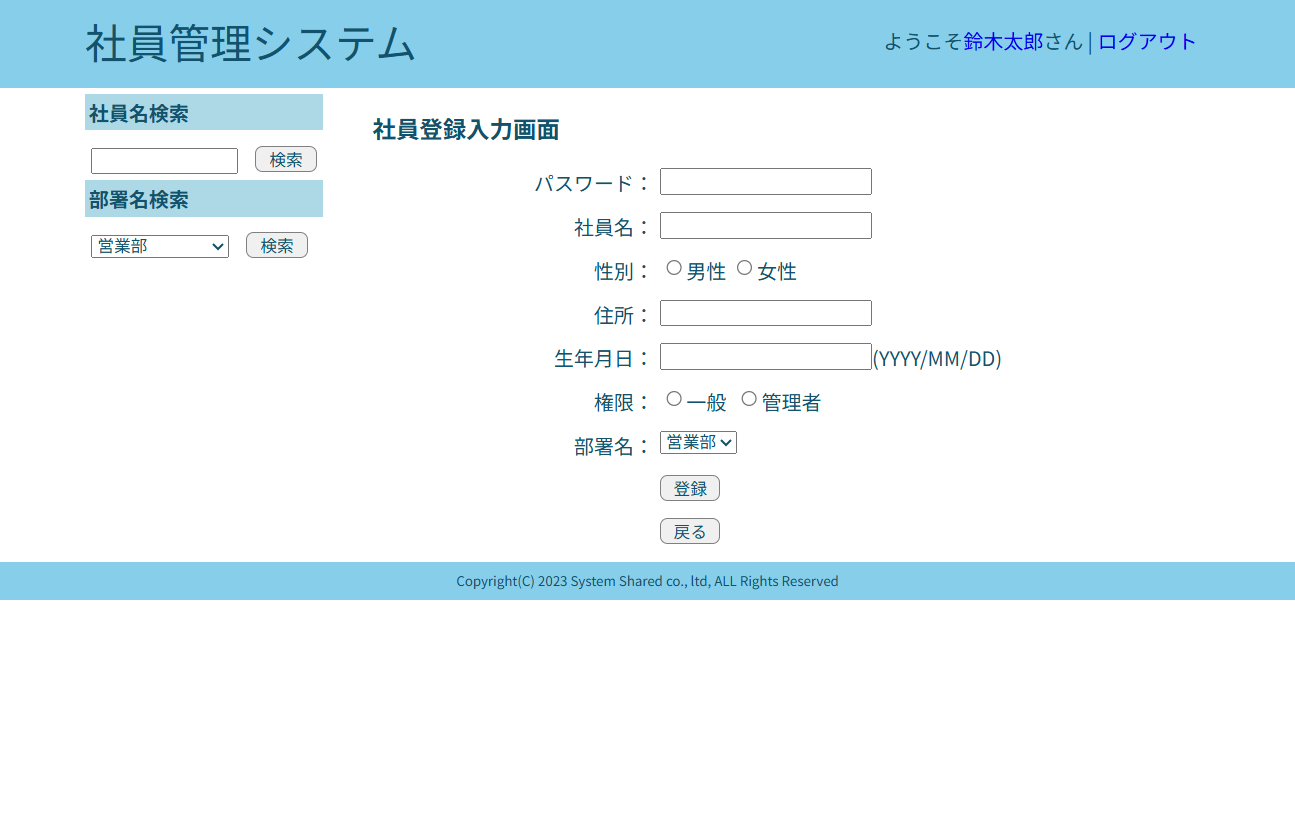 社員管理システム
ようこそ鈴木太郎さん | ログアウト
社員名検索
検索
部署名検索
営業部 検索
社員登録入力画面
パスワード：
社員名：
性別： 男性 女性
住所：
生年月日： (YYYY/MM/DD)
権限： 一般 管理者
部署名： 営業部
登録
戻る
Copyright(C) 2023 System Shared co., ltd, ALL Rights Reserved